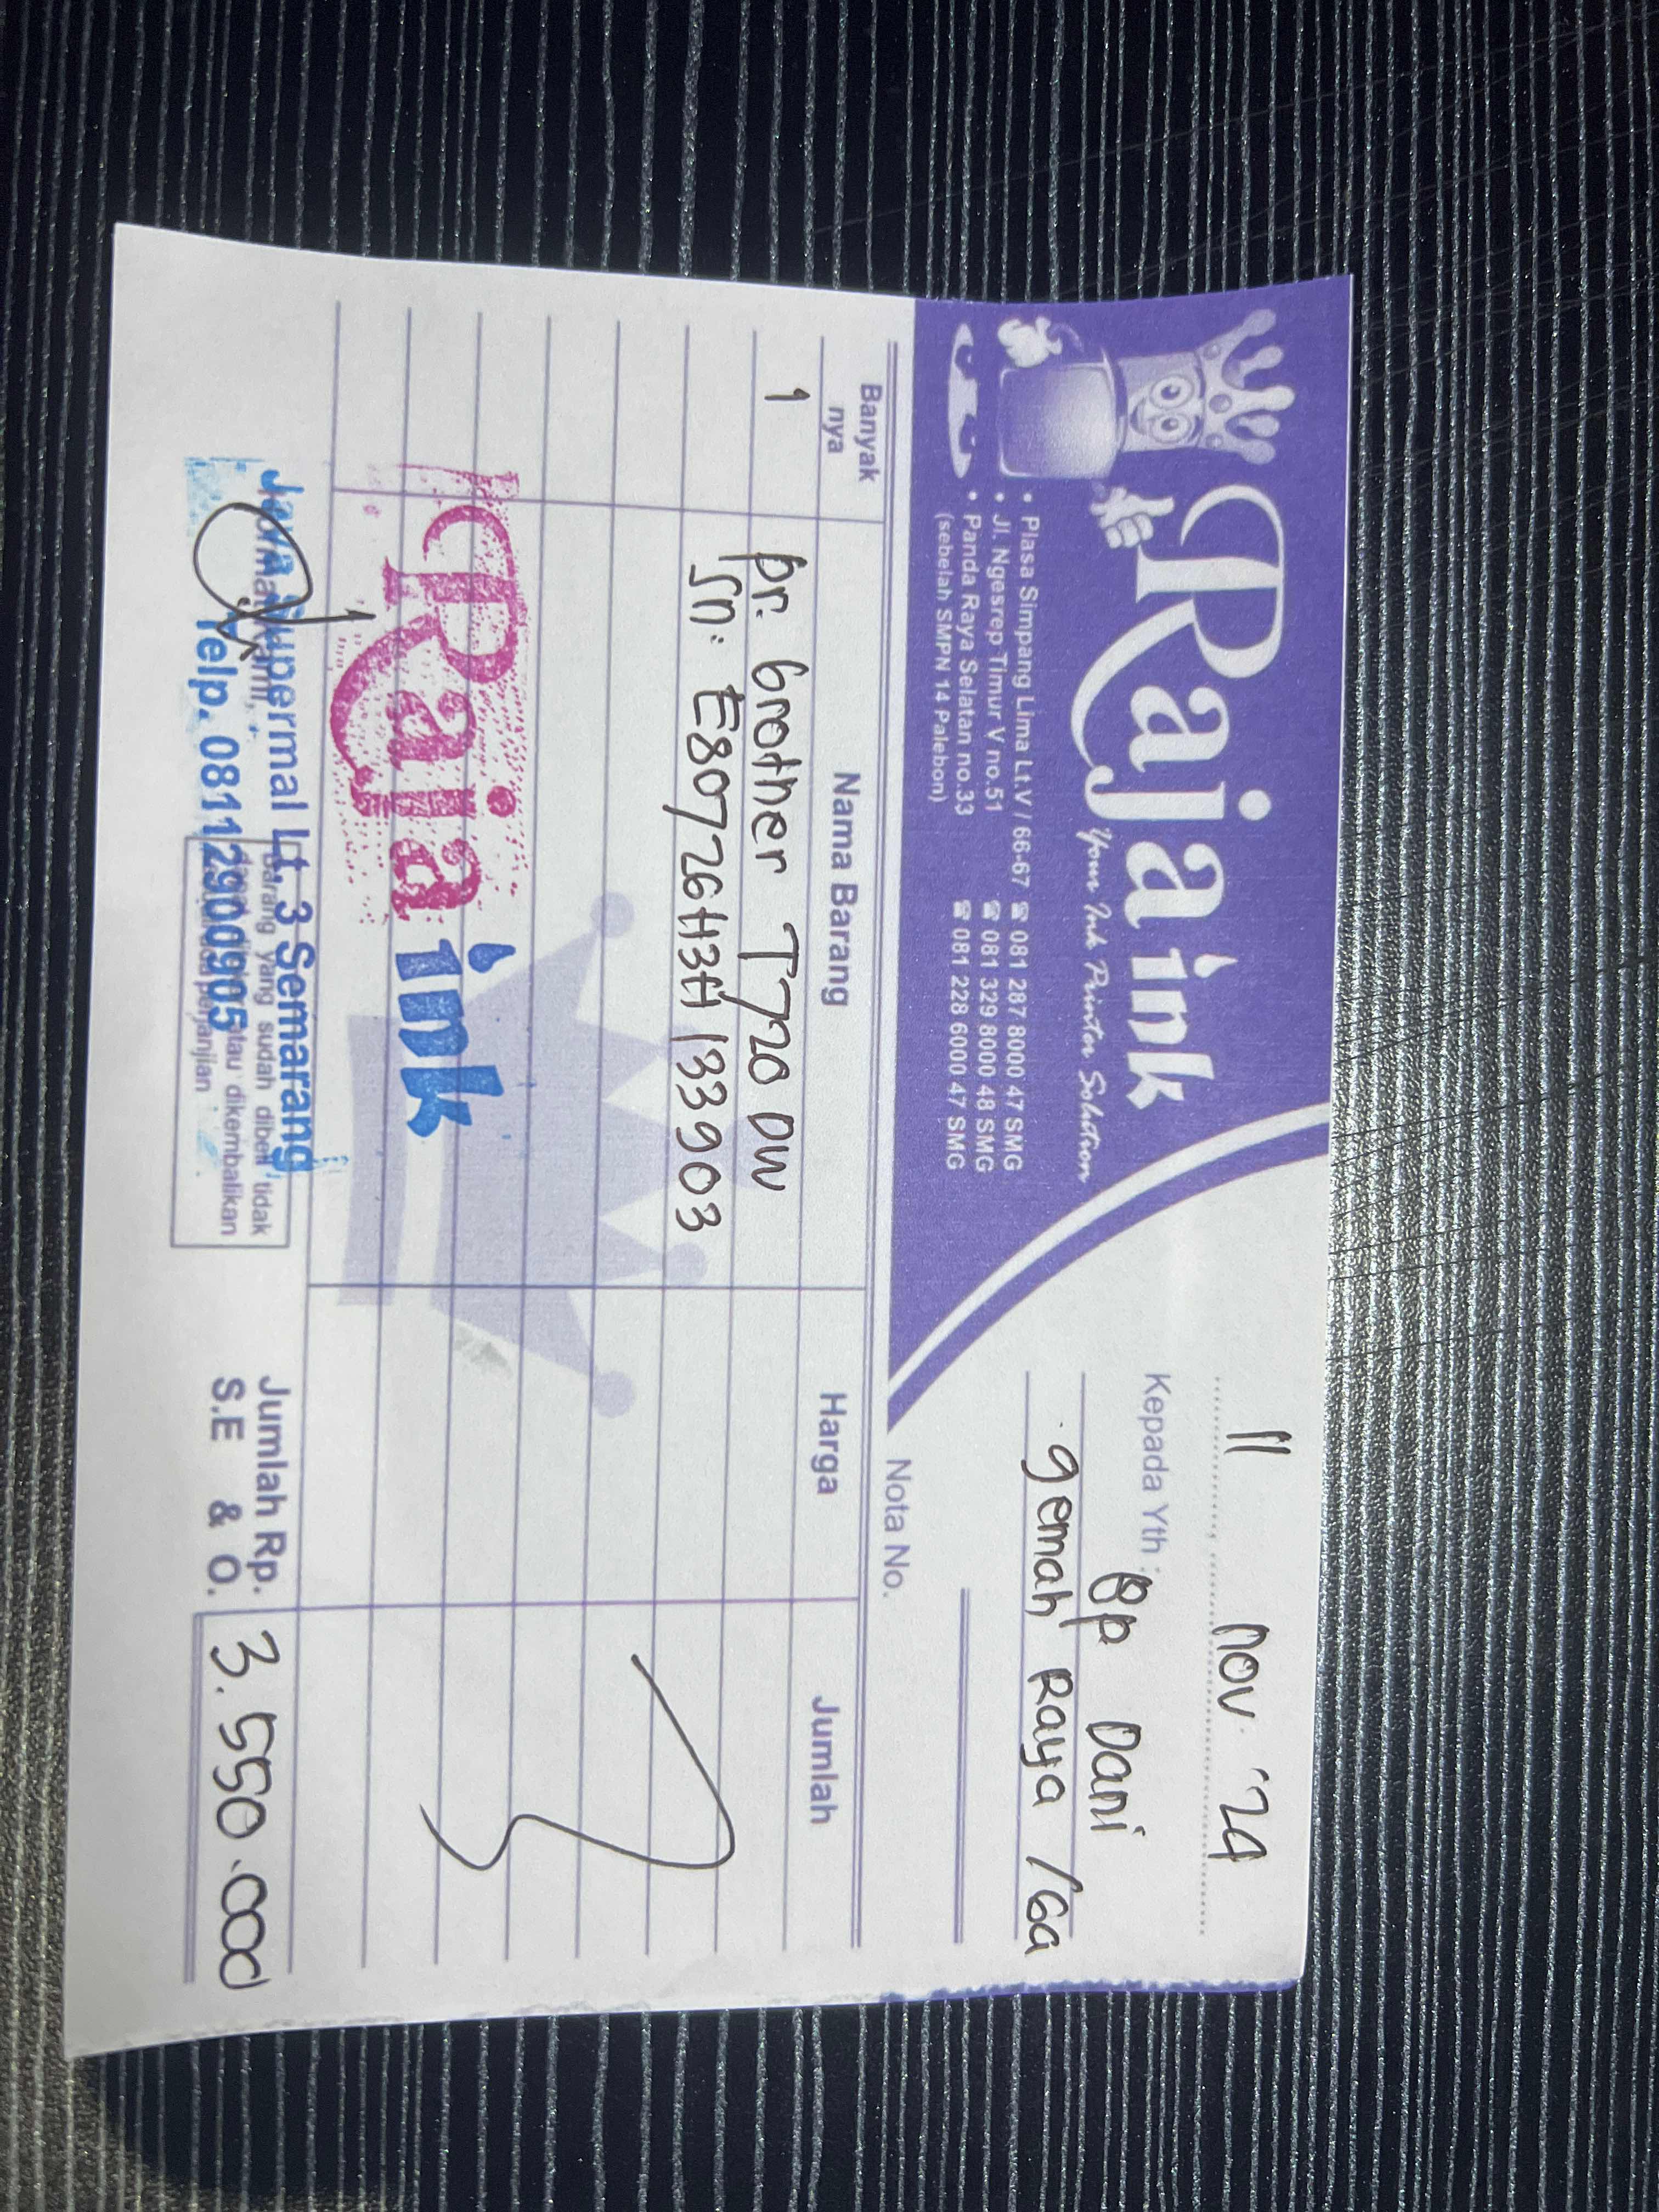 Raja ink
Your Ink Printer Solution
• Plasa Simpang Lima Lt.V / 66-67 ☎ 081 287 8000 47 SMG
• Jl. Ngesrep Timur V no.51 ☎ 081 329 8000 48 SMG
• Panda Raya Selatan no.33 ☎ 081 228 6000 47 SMG
(sebelah SMPN 14 Palebon)
11 Nov '24
Kepada Yth :
Bp Dani
gemah Raya /6a
Nota No.
Banyak nya Nama Barang Harga Jumlah
1 pr. brother T720 DW
Sn: E80726H3H133903
Raja ink
Java Supermal Lt. 3 Semarang
Telp. 08112900905
Hormat kami,
Barang yang sudah dibeli tidak
atau dikembalikan
perjanjian
Jumlah Rp. 3.550.000
S.E & O.